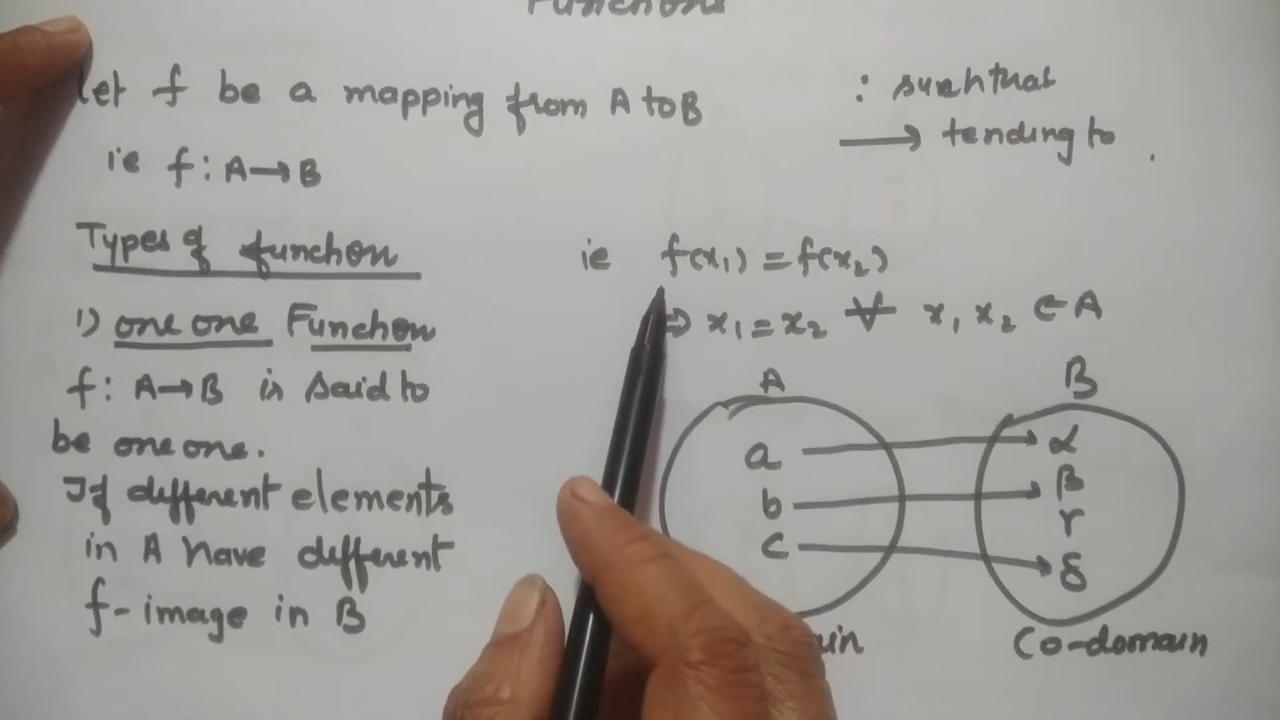 Functions
Let f be a mapping from A to B
ie f : A → B
: such that
→ tending to
Types of function
1) one one Function
f : A → B is said to
be one one.
If different elements
in A have different
f - image in B
ie f(x₁) = f(x₂)
⇒ x₁ = x₂ ∀ x₁ x₂ ∈ A
A
B
a
b
c
α
β
γ
δ
Co-domain